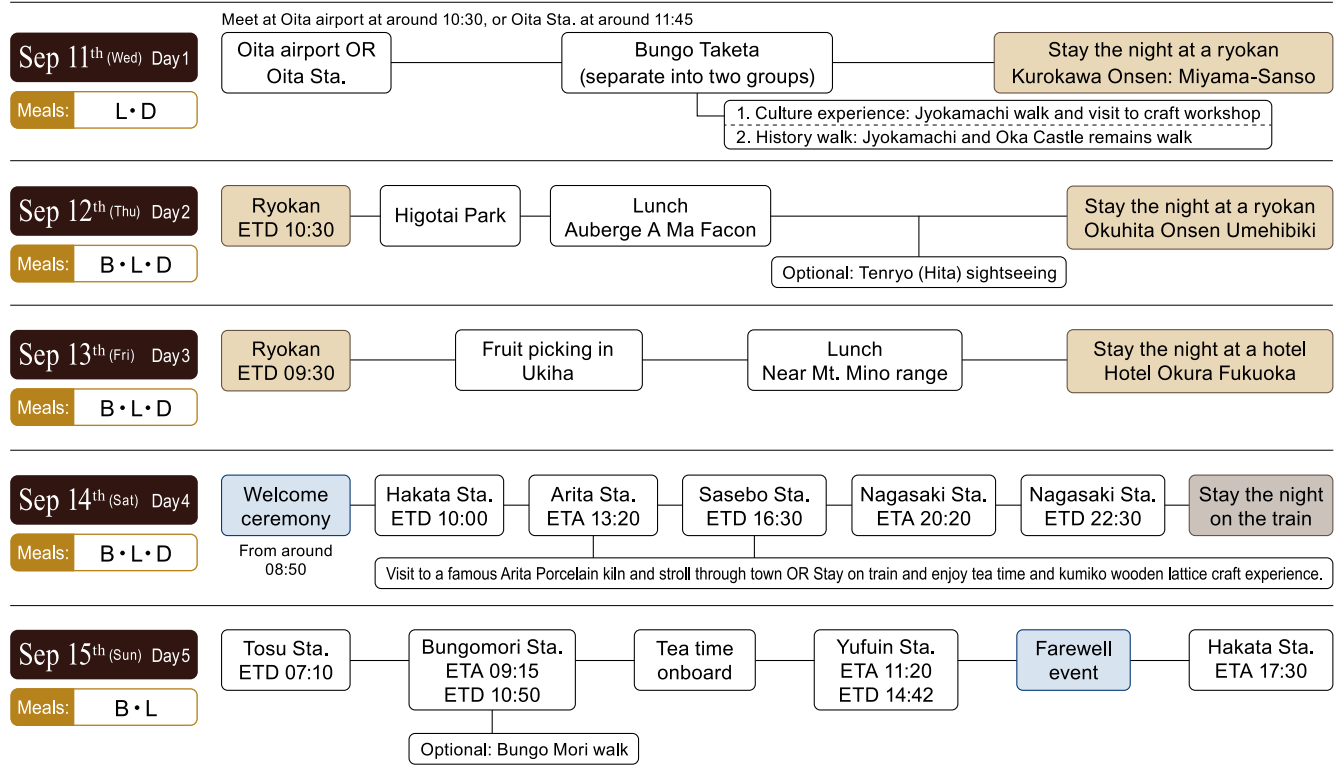 Meet at Oita airport at around 10:30, or Oita Sta. at around 11:45
Sep 11th (Wed) Day1
Meals: L・D
Oita airport OR
Oita Sta.
Bungo Taketa
(separate into two groups)
Stay the night at a ryokan
Kurokawa Onsen: Miyama-Sanso
1. Culture experience: Jyokamachi walk and visit to craft workshop
2. History walk: Jyokamachi and Oka Castle remains walk
Sep 12th (Thu) Day2
Meals: B・L・D
Ryokan
ETD 10:30
Higotai Park
Lunch
Auberge A Ma Facon
Stay the night at a ryokan
Okuhita Onsen Umehibiki
Optional: Tenryo (Hita) sightseeing
Sep 13th (Fri) Day3
Meals: B・L・D
Ryokan
ETD 09:30
Fruit picking in
Ukiha
Lunch
Near Mt. Mino range
Stay the night at a hotel
Hotel Okura Fukuoka
Sep 14th (Sat) Day4
Meals: B・L・D
Welcome
ceremony
From around
08:50
Hakata Sta.
ETD 10:00
Arita Sta.
ETA 13:20
Sasebo Sta.
ETD 16:30
Nagasaki Sta.
ETA 20:20
Nagasaki Sta.
ETD 22:30
Stay the night
on the train
Visit to a famous Arita Porcelain kiln and stroll through town OR Stay on train and enjoy tea time and kumiko wooden lattice craft experience.
Sep 15th (Sun) Day5
Meals: B・L
Tosu Sta.
ETD 07:10
Bungomori Sta.
ETA 09:15
ETD 10:50
Tea time
onboard
Yufuin Sta.
ETA 11:20
ETD 14:42
Farewell
event
Hakata Sta.
ETA 17:30
Optional: Bungo Mori walk